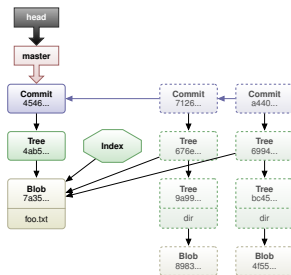 head
master
Commit
4546...
Commit
7126...
Commit
a440...
Tree
4ab5...
Index
Tree
676e...
Tree
6994...
Blob
7a35...
foo.txt
Tree
9a99...
dir
Tree
bc45...
dir
Blob
8983...
Blob
4f55...